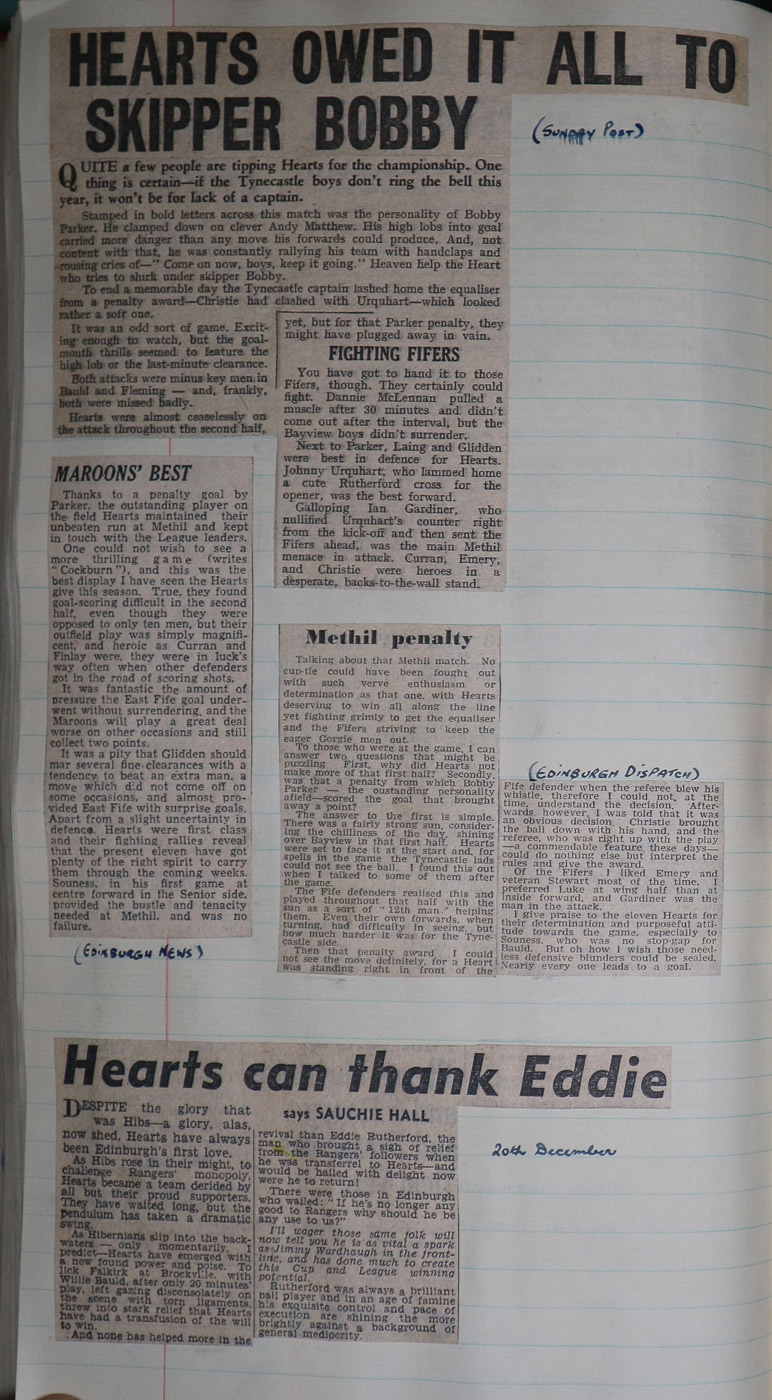 HEARTS OWED IT ALL TO
SKIPPER BOBBY
(SUNDAY POST)
QUITE a few people are tipping Hearts for the championship. One
thing is certain—if the Tynecastle boys don't ring the bell this
year, it won't be for lack of a captain.
Stamped in bold letters across this match was the personality of Bobby
Parker. He clamped down on clever Andy Matthew. His high lobs into goal
carried more danger than any move his forwards could produce. And, not
content with that, he was constantly rallying his team with handclaps and
rousing cries of—" Come on now, boys, keep it going." Heaven help the Heart
who tries to shirk under skipper Bobby.
To end a memorable day the Tynecastle captain lashed home the equaliser
from a penalty award—Christie had clashed with Urquhart—which looked
rather a soft one.
It was an odd sort of game. Excit-
ing enough to watch, but the goal-
mouth thrills seemed to feature the
high lob or the last-minute clearance.
Both attacks were minus key men in
Bauld and Fleming — and, frankly,
both were missed badly.
Hearts were almost ceaselessly on
the attack throughout the second half,
yet, but for that Parker penalty, they
might have plugged away in vain.
FIGHTING FIFERS
You have got to hand it to those
Fifers, though. They certainly could
fight. Dannie McLennan pulled a
muscle after 30 minutes and didn't
come out after the interval, but the
Bayview boys didn't surrender.
Next to Parker, Laing and Glidden
were best in defence for Hearts.
Johnny Urquhart, who lammed home
a cute Rutherford cross for the
opener, was the best forward.
Galloping Ian Gardiner, who
nullified Urquhart's counter right
from the kick-off and then sent the
Fifers ahead, was the main Methil
menace in attack. Curran, Emery,
and Christie were heroes in a
desperate, backs-to-the-wall stand.
MAROONS' BEST
Thanks to a penalty goal by
Parker, the outstanding player on
the field Hearts maintained their
unbeaten run at Methil and kept
in touch with the League leaders.
One could not wish to see a
more thrilling game (writes
"Cockburn"), and this was the
best display I have seen the Hearts
give this season. True, they found
goal-scoring difficult in the second
half, even though they were
opposed to only ten men, but their
outfield play was simply magnifi-
cent, and heroic as Curran and
Finlay were, they were in luck's
way often when other defenders
got in the road of scoring shots.
It was fantastic the amount of
pressure the East Fife goal under-
went without surrendering, and the
Maroons will play a great deal
worse on other occasions and still
collect two points.
It was a pity that Glidden should
mar several fine clearances with a
tendency to beat an extra man, a
move which did not come off on
some occasions, and almost pro-
vided East Fife with surprise goals.
Apart from a slight uncertainty in
defence, Hearts were first class
and their fighting rallies reveal
that the present eleven have got
plenty of the right spirit to carry
them through the coming weeks.
Souness, in his first game at
centre forward in the Senior side,
provided the bustle and tenacity
needed at Methil, and was no
failure.
(EDINBURGH NEWS)
Methil penalty
Talking about that Methil match. No
cup-tie could have been fought out
with such verve enthusiasm or
determination as that one, with Hearts
deserving to win all along the line
yet fighting grimly to get the equaliser
and the Fifers striving to keep the
eager Gorgie men out.
To those who were at the game, I can
answer two questions that might be
puzzling First, why did Hearts not
make more of that first half? Secondly,
was that a penalty from which Bobby
Parker — the oustanding personality
afield—scored the goal that brought
away a point?
The answer to the first is simple.
There was a fairly strong sun, consider-
ing the chilliness of the day, shining
over Bayview in that first half. Hearts
were set to face it at the start and, for
spells in the game the Tynecastle lads
could not see the ball. I found this out
when I talked to some of them after
the game.
The Fife defenders realised this and
played throughout that half with the
sun as a sort of "12th man," helping
them. Even their own forwards, when
turning, had difficulty in seeing, but
how much harder it was for the Tyne-
castle side.
Then that penalty award I could
not see the move definitely, for a Heart
was standing right in front of the
(EDINBURGH DISPATCH)
Fife defender when the referee blew his
whistle, therefore I could not, at the
time, understand the decision. After-
wards, however, I was told that it was
an obvious decision. Christie brought
the ball down with his hand, and the
referee, who was right up with the play
—a commendable feature, these days—
could do nothing else but interpret the
rules and give the award.
Of the Fifers I liked Emery and
veteran Stewart most of the time. I
preferred Luke at wing half than at
inside forward, and Gardiner was the
man in the attack.
I give praise to the eleven Hearts for
their determination and purposeful atti-
tude towards the game, especially to
Souness, who was no stop-gap for
Bauld. But oh how I wish those need-
less defensive blunders could be sealed.
Nearly every one leads to a goal.
Hearts can thank Eddie
says SAUCHIE HALL
20th December
DESPITE the glory that
was Hibs—a glory, alas,
now shed, Hearts have always
been Edinburgh's first love.
As Hibs rose in their might, to
challenge Rangers' monopoly,
Hearts became a team derided by
all but their proud supporters.
They have waited long, but the
pendulum has taken a dramatic
swing.
As Hibernians slip into the back-
waters — only momentarily, I
predict—Hearts have emerged with
a new found power and poise. To
lick Falkirk at Brockville, with
Willie Bauld, after only 20 minutes'
play, left gazing disconsolately on
the scene with torn ligaments,
threw into stark relief that Hearts
have had a transfusion of the will
to win.
And none has helped more in the
revival than Eddie Rutherford, the
man who brought a sigh of relief
from the Rangers' followers when
he was transferred to Hearts—and
would be hailed with delight now
were he to return!
There were those in Edinburgh
who wailed: "If he's no longer any
good to Rangers why should he be
any use to us?"
I'll wager those same folk will
now tell you he is as vital a spark
as Jimmy Wardhaugh in the front-
line, and has done much to create
this Cup and League winning
potential.
Rutherford was always a brilliant
ball player and in an age of famine
his exquisite control and pace of
execution are shining the more
brightly against a background of
general mediocrity.